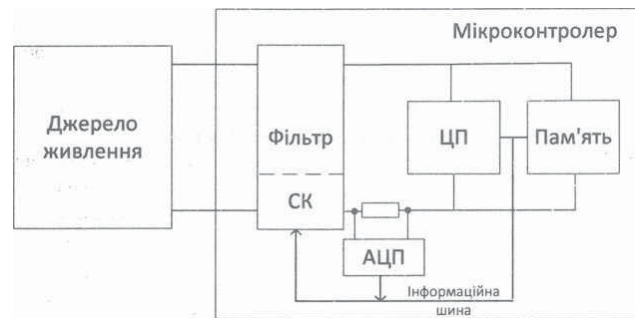 Мікроконтролер
Джерело
живлення
Фільтр
ЦП
Пам'ять
СК
АЦП
Інформаційна
шина